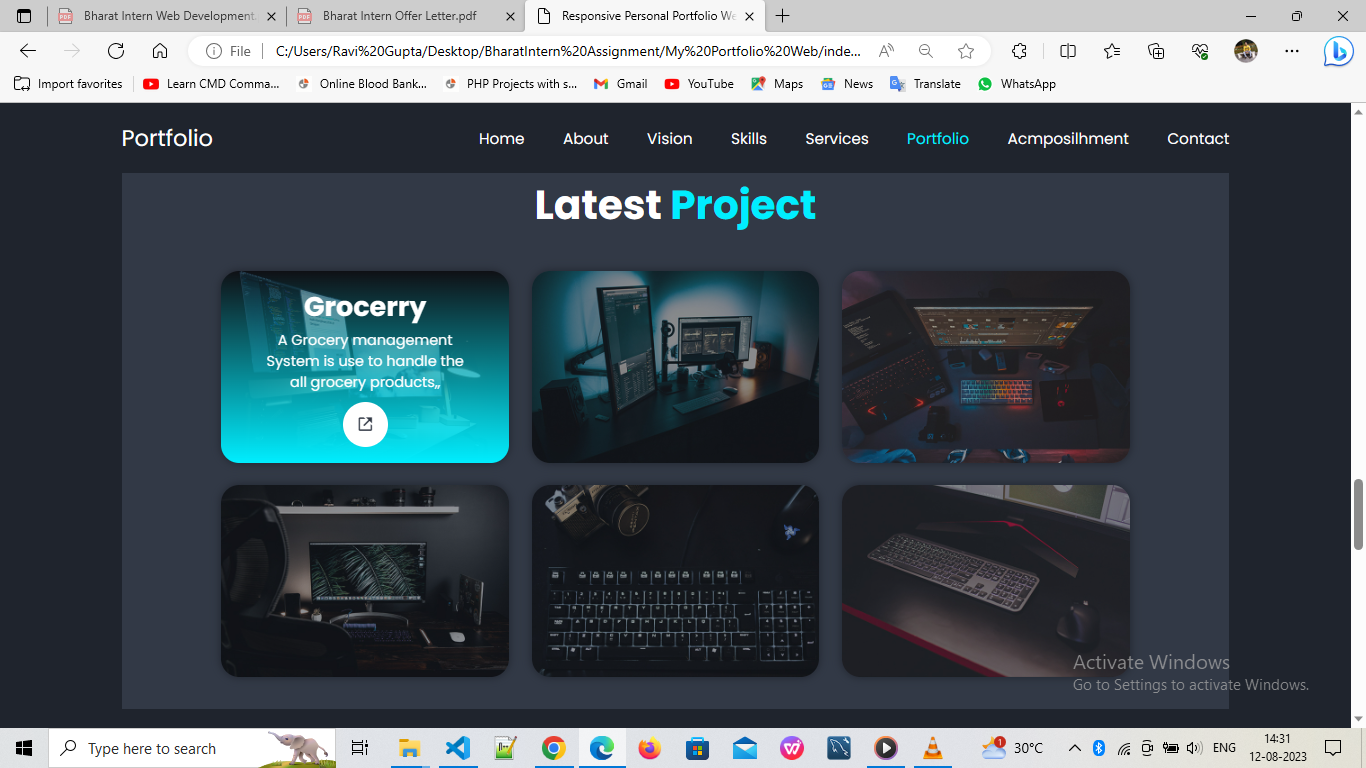 Bharat Intern Web Development.
Bharat Intern Offer Letter.pdf
Responsive Personal Portfolio We
File
C:/Users/Ravi%20Gupta/Desktop/BharatIntern%20Assignment/My%20Portfolio%20Web/inde...
Import favorites
Learn CMD Comma...
Online Blood Bank...
PHP Projects with s...
Gmail
YouTube
Maps
News
Translate
WhatsApp
Portfolio
Home
About
Vision
Skills
Services
Portfolio
Acmposilhment
Contact
Latest Project
Grocerry
A Grocery management
System is use to handle the
all grocery products,,
Activate Windows
Go to Settings to activate Windows.
Type here to search
1
30°C
ENG
14:31
12-08-2023